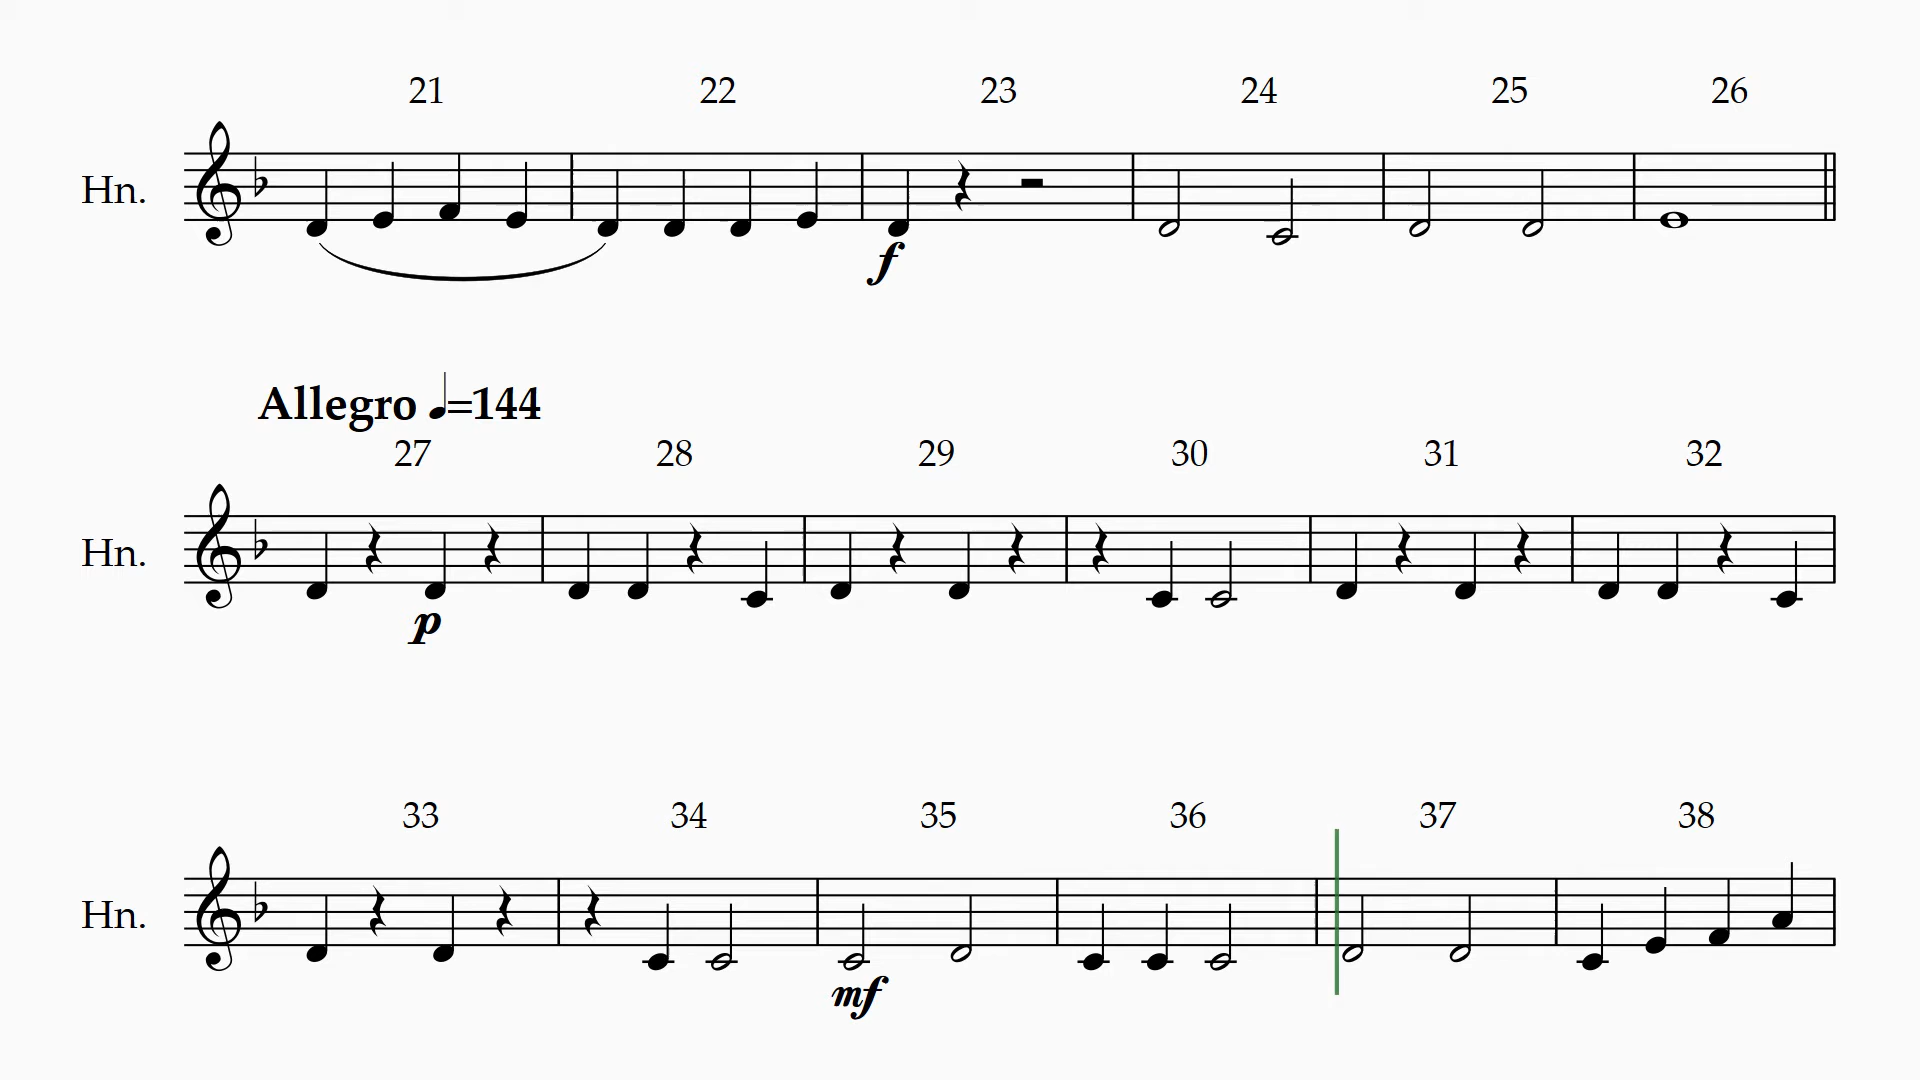 21 22 23 24 25 26
Hn.
f
Allegro ♩=144
27 28 29 30 31 32
Hn.
p
33 34 35 36 37 38
Hn.
mf